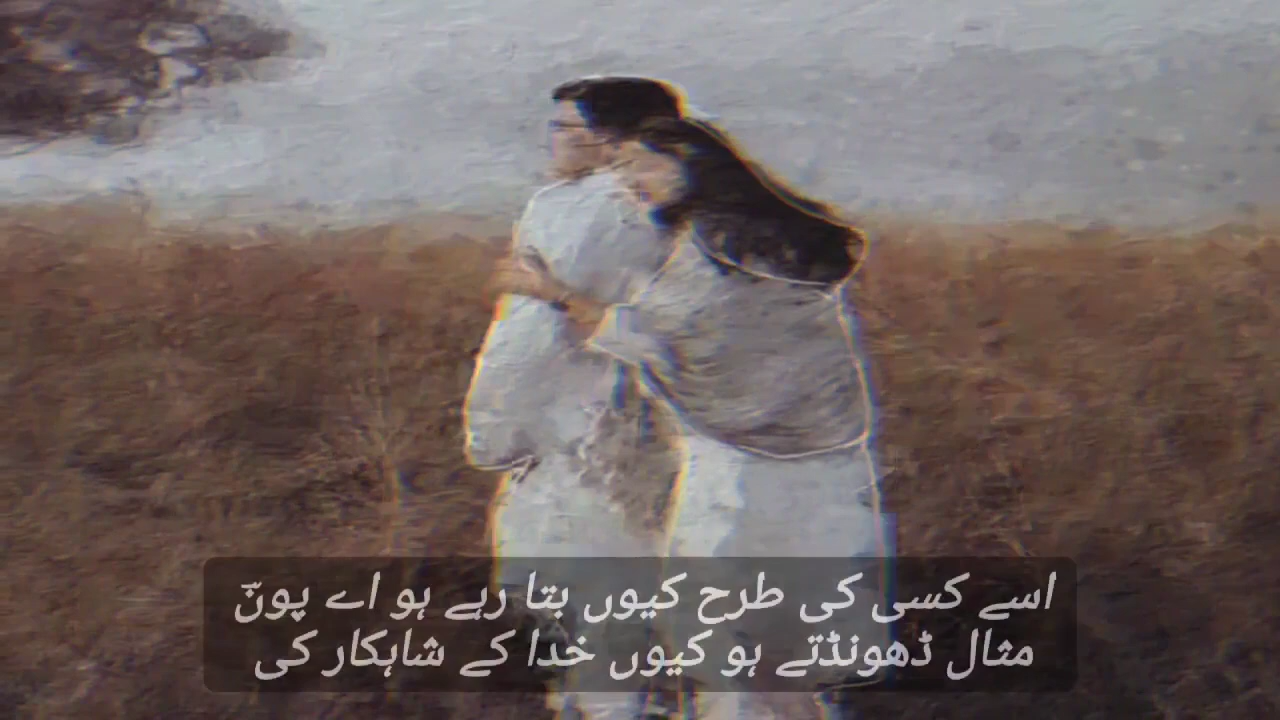 اسے کسی کی طرح کیوں بتا رہے ہو اے پونؔ
مثال ڈھونڈتے ہو کیوں خدا کے شاہکار کی